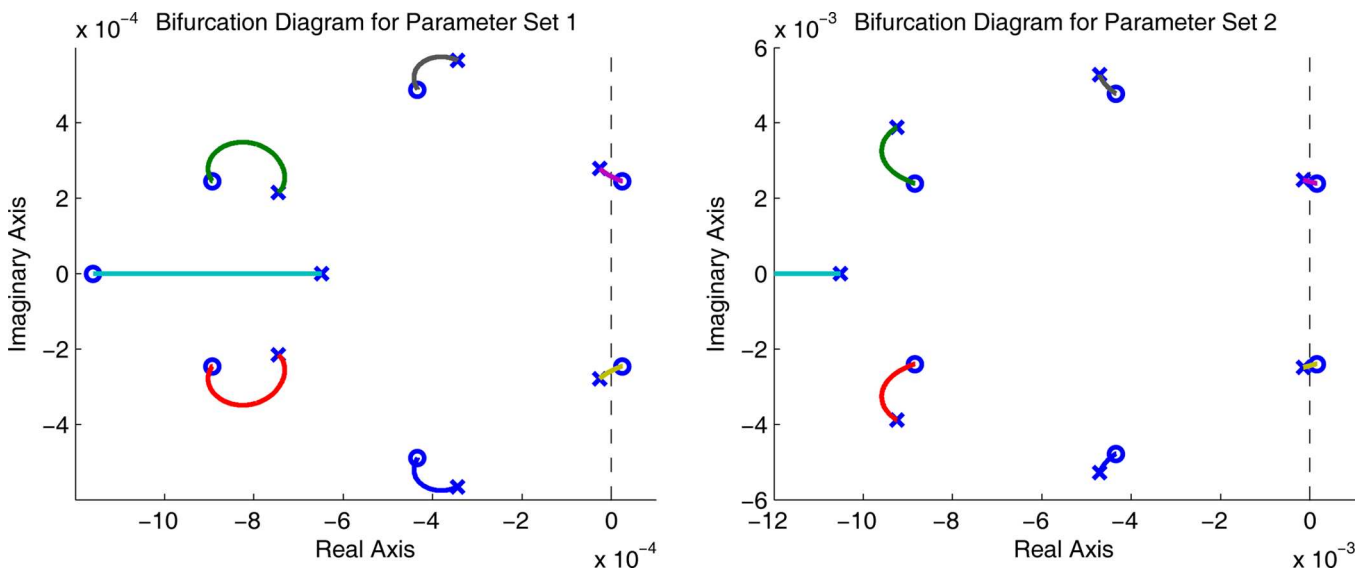 x 10⁻⁴ Bifurcation Diagram for Parameter Set 1
4
2
0
−2
−4
Imaginary Axis
−10 −8 −6 −4 −2 0
Real Axis
x 10⁻⁴
x 10⁻³ Bifurcation Diagram for Parameter Set 2
6
4
2
0
−2
−4
−6
Imaginary Axis
−12 −10 −8 −6 −4 −2 0
Real Axis
x 10⁻³